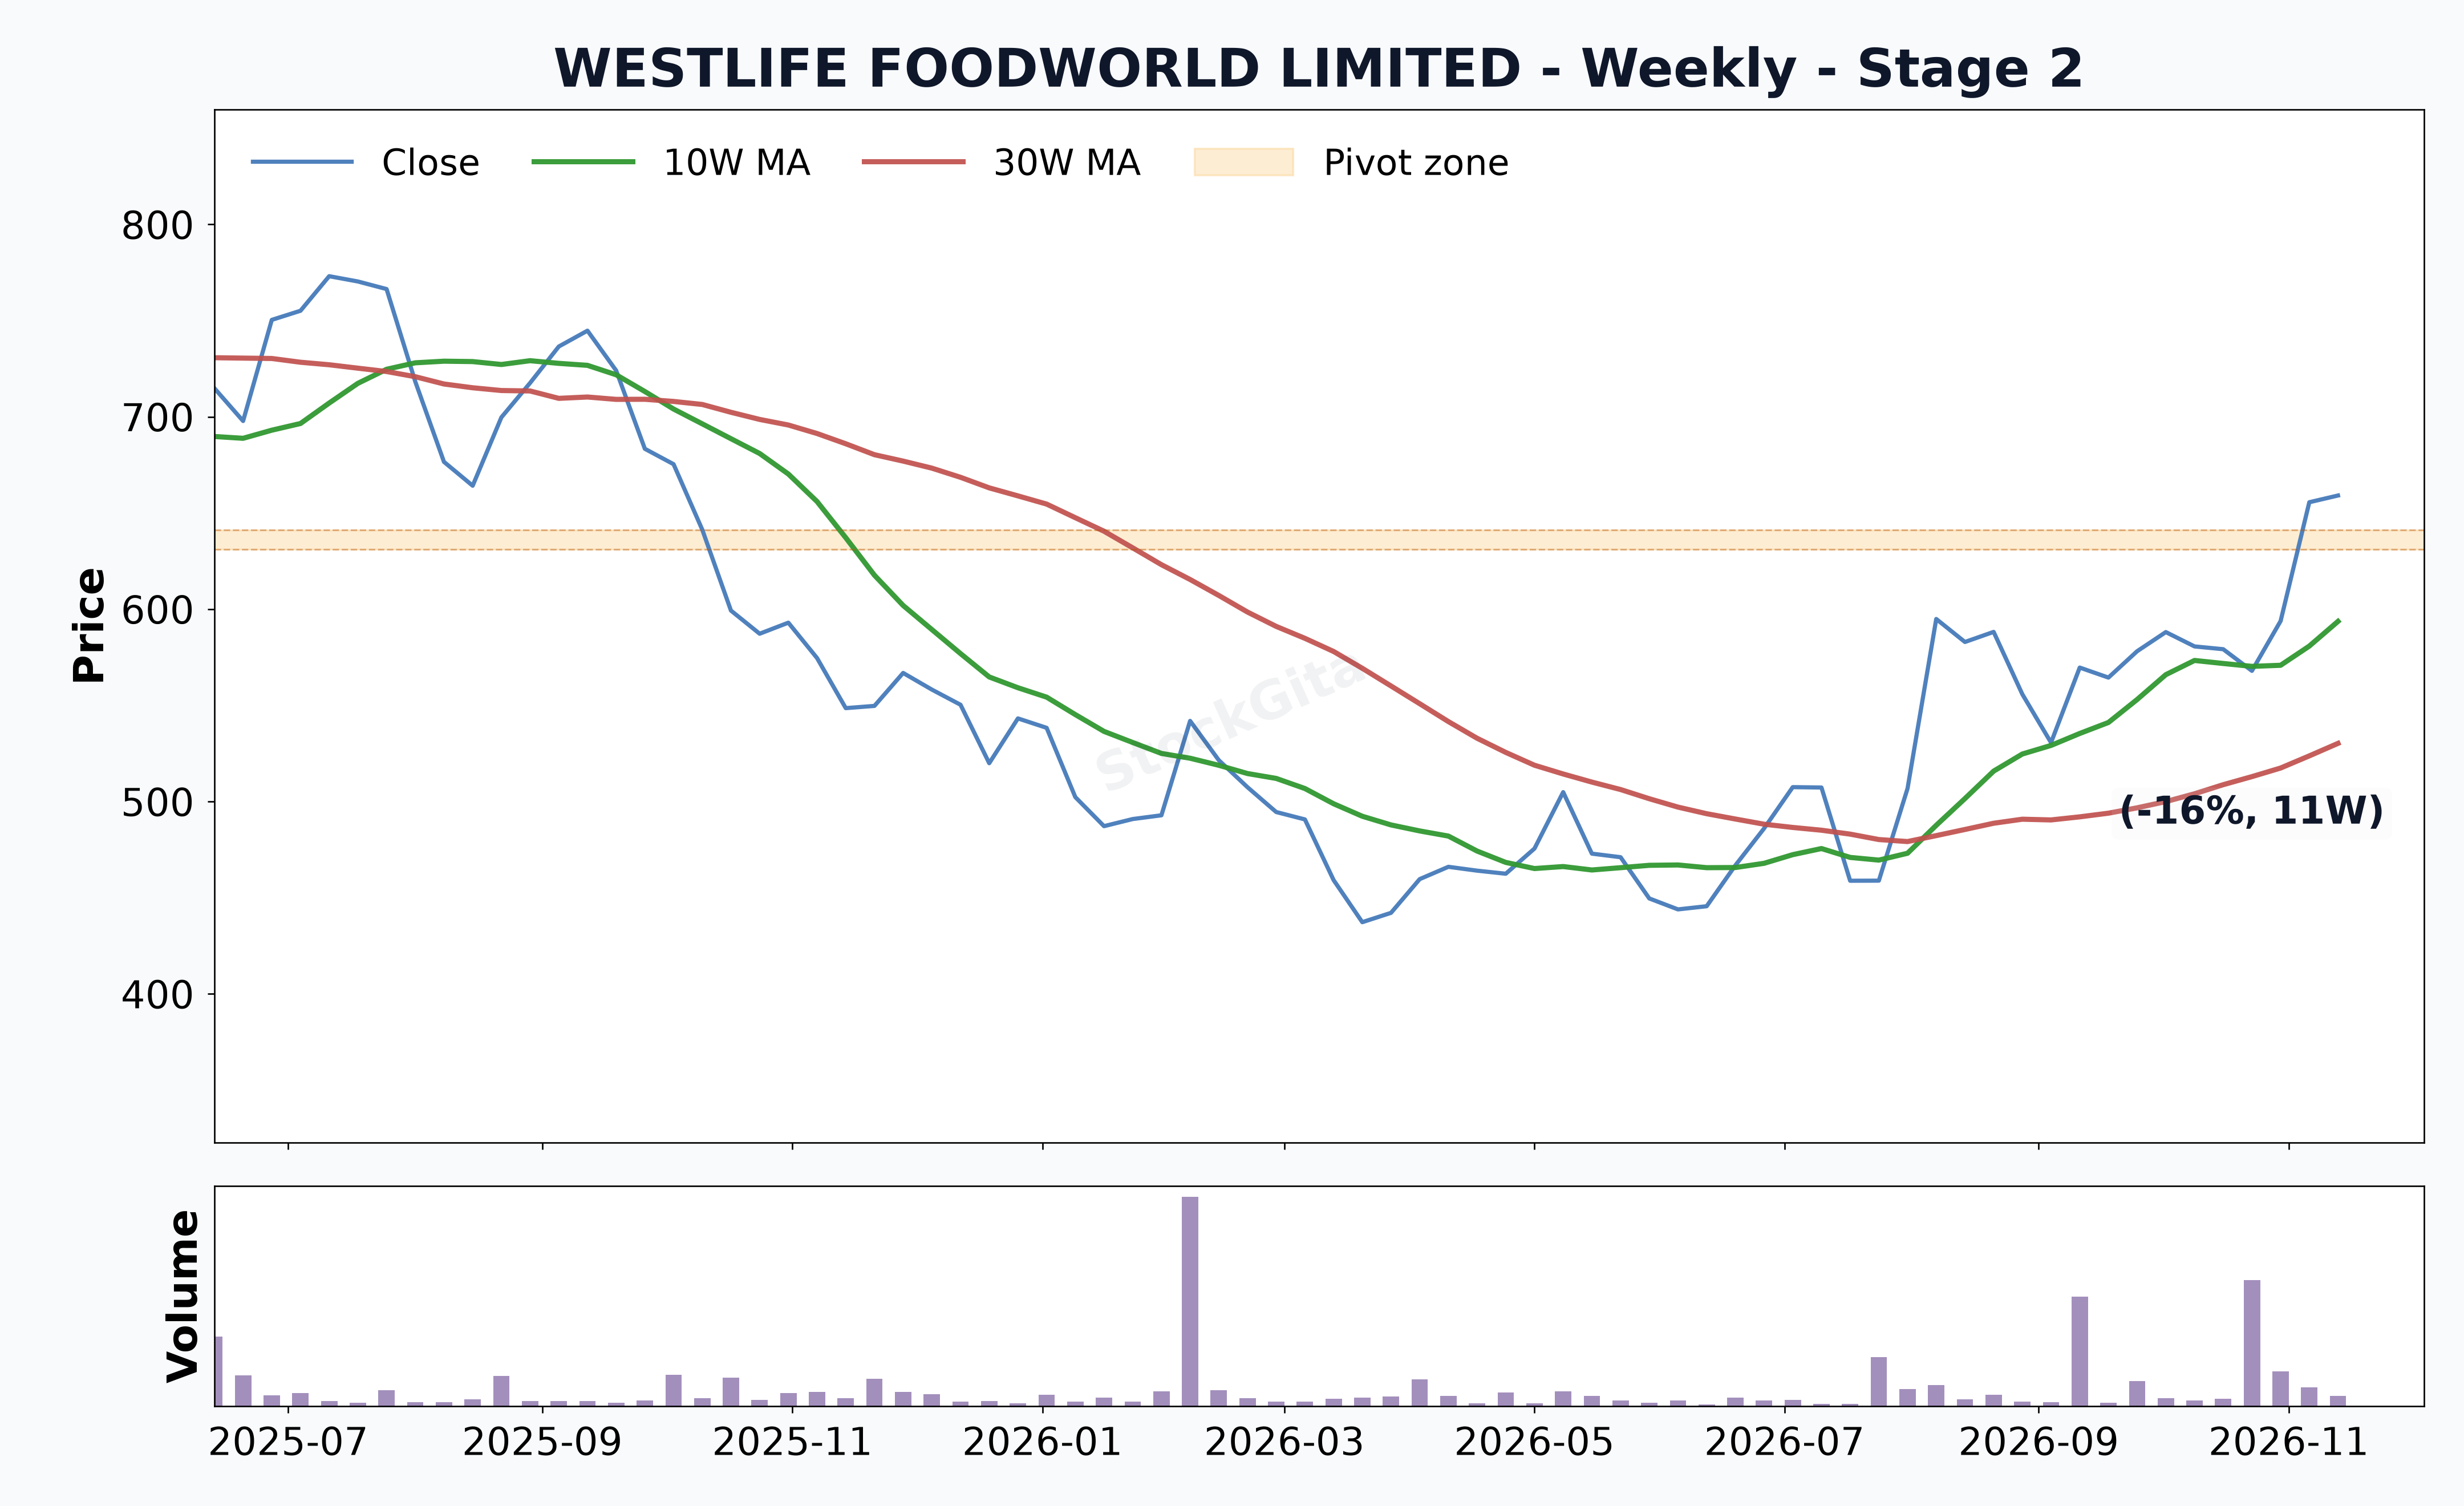 WESTLIFE FOODWORLD LIMITED - Weekly - Stage 2
Close 10W MA 30W MA Pivot zone
800
700
600
500
400
Price
StockGita
(-16%, 11W)
Volume
2025-07 2025-09 2025-11 2026-01 2026-03 2026-05 2026-07 2026-09 2026-11